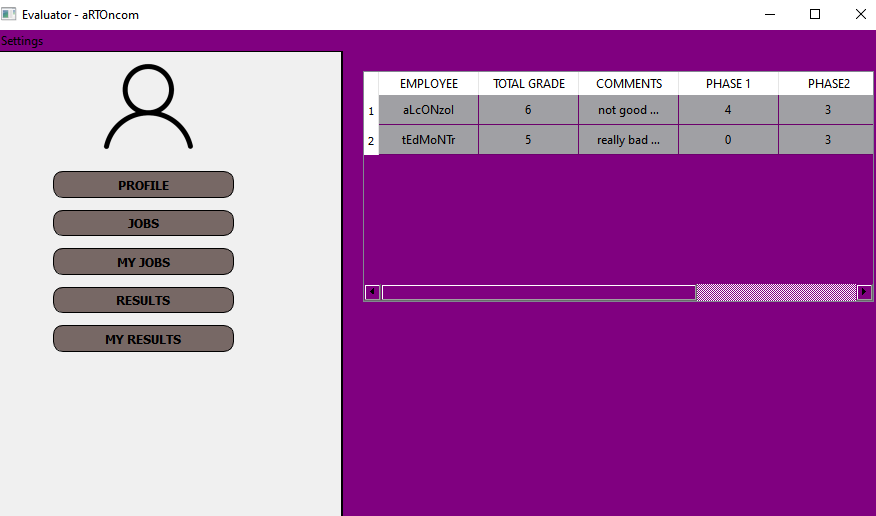 Evaluator - aRTOncom
Settings
PROFILE
JOBS
MY JOBS
RESULTS
MY RESULTS
EMPLOYEE TOTAL GRADE COMMENTS PHASE 1 PHASE2
1 aLcONzol 6 not good ... 4 3
2 tEdMoNTr 5 really bad ... 0 3